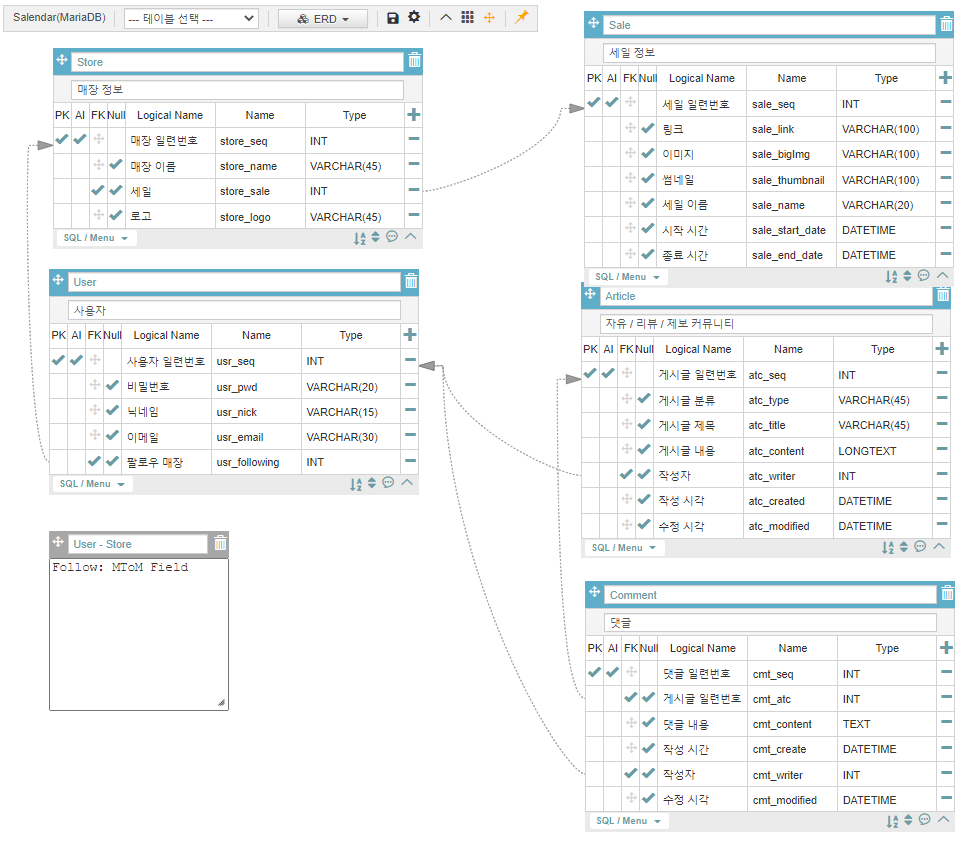 Salendar(MariaDB) --- 테이블 선택 --- ERD
Store
매장 정보
PK AI FK Null Logical Name Name Type
매장 일련번호 store_seq INT
매장 이름 store_name VARCHAR(45)
세일 store_sale INT
로고 store_logo VARCHAR(45)
SQL / Menu
User
사용자
PK AI FK Null Logical Name Name Type
사용자 일련번호 usr_seq INT
비밀번호 usr_pwd VARCHAR(20)
닉네임 usr_nick VARCHAR(15)
이메일 usr_email VARCHAR(30)
팔로우 매장 usr_following INT
SQL / Menu
User - Store
Follow: MToM Field
Sale
세일 정보
PK AI FK Null Logical Name Name Type
세일 일련번호 sale_seq INT
링크 sale_link VARCHAR(100)
이미지 sale_bigImg VARCHAR(100)
썸네일 sale_thumbnail VARCHAR(100)
세일 이름 sale_name VARCHAR(20)
시작 시간 sale_start_date DATETIME
종료 시간 sale_end_date DATETIME
SQL / Menu
Article
자유 / 리뷰 / 제보 커뮤니티
PK AI FK Null Logical Name Name Type
게시글 일련번호 atc_seq INT
게시글 분류 atc_type VARCHAR(45)
게시글 제목 atc_title VARCHAR(45)
게시글 내용 atc_content LONGTEXT
작성자 atc_writer INT
작성 시각 atc_created DATETIME
수정 시각 atc_modified DATETIME
SQL / Menu
Comment
댓글
PK AI FK Null Logical Name Name Type
댓글 일련번호 cmt_seq INT
게시글 일련번호 cmt_atc INT
댓글 내용 cmt_content TEXT
작성 시간 cmt_create DATETIME
작성자 cmt_writer INT
수정 시각 cmt_modified DATETIME
SQL / Menu